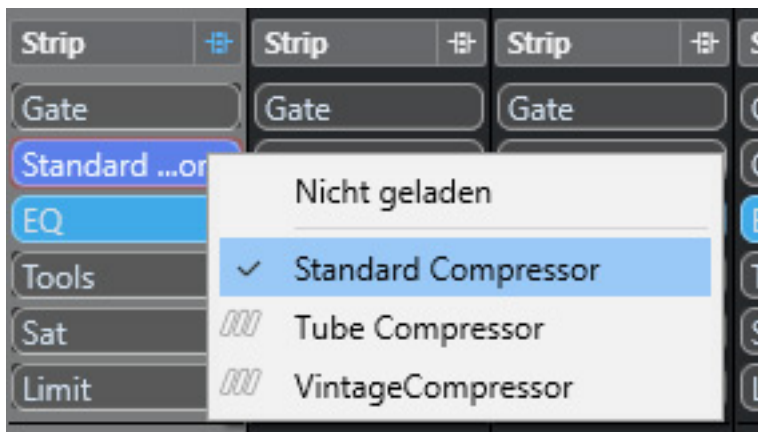 Strip Strip Strip
Gate Gate Gate
Standard ...or
Nicht geladen
EQ
Standard Compressor
Tools
Tube Compressor
Sat
VintageCompressor
Limit